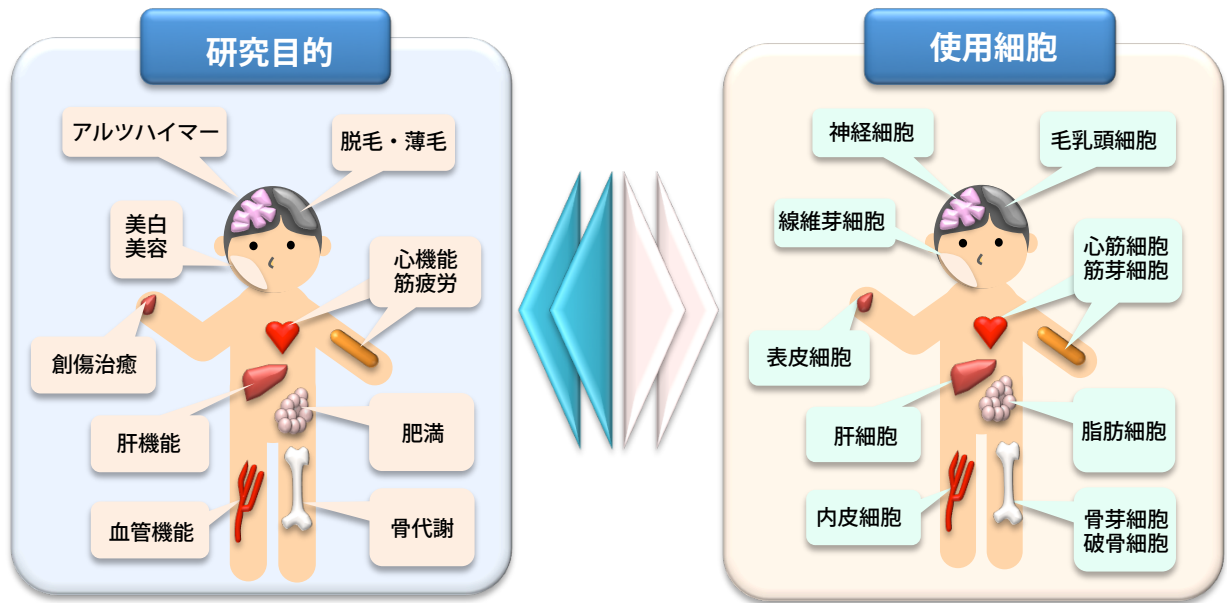 研究目的
アルツハイマー
脱毛・薄毛
美白
美容
心機能
筋疲労
創傷治癒
肝機能
肥満
血管機能
骨代謝
使用細胞
神経細胞
毛乳頭細胞
線維芽細胞
心筋細胞
筋芽細胞
表皮細胞
肝細胞
脂肪細胞
内皮細胞
骨芽細胞
破骨細胞